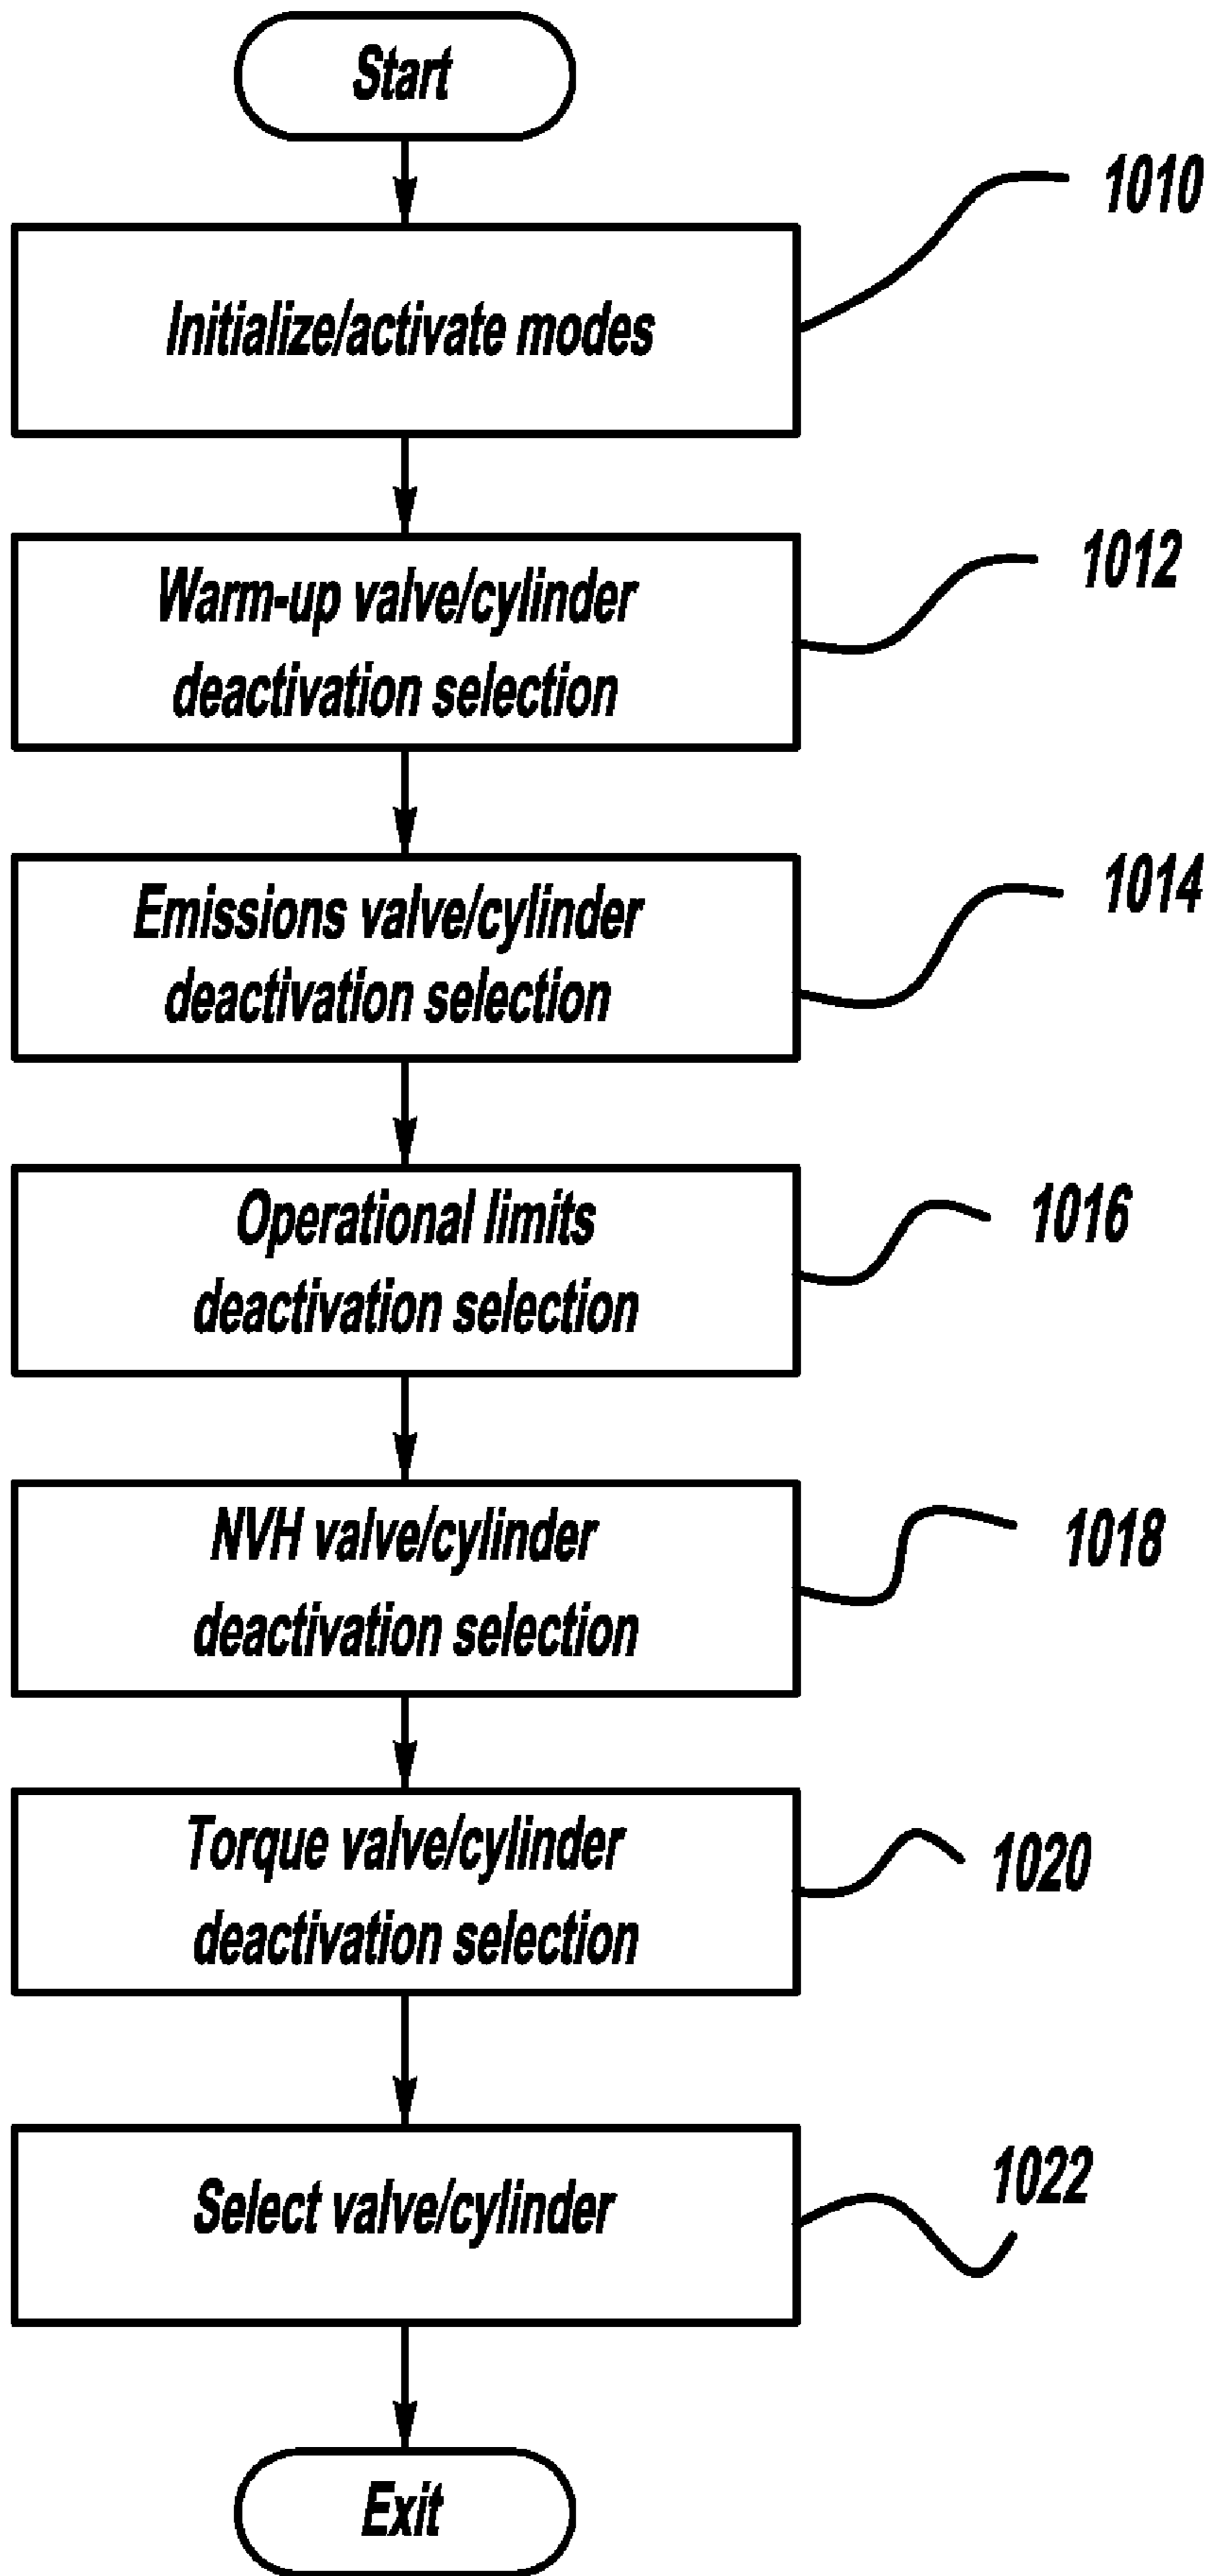 Start
1010
Initialize/activate modes
1012
Warm-up valve/cylinder
deactivation selection
1014
Emissions valve/cylinder
deactivation selection
1016
Operational limits
deactivation selection
1018
NVH valve/cylinder
deactivation selection
1020
Torque valve/cylinder
deactivation selection
1022
Select valve/cylinder
Exit